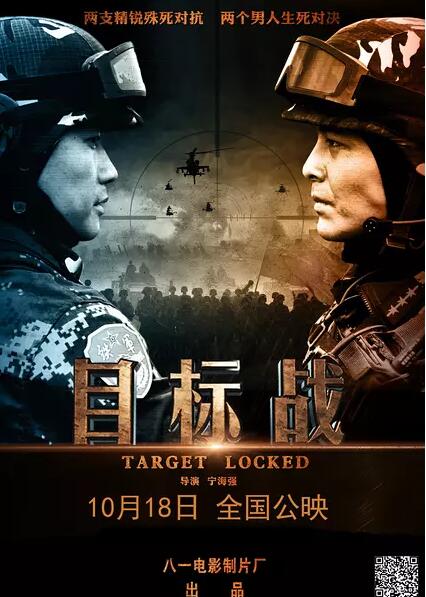 两支精锐殊死对抗 两个男人生死对决
目标战
TARGET LOCKED
导演 宁海强
10月18日 全国公映
八一电影制片厂
出 品